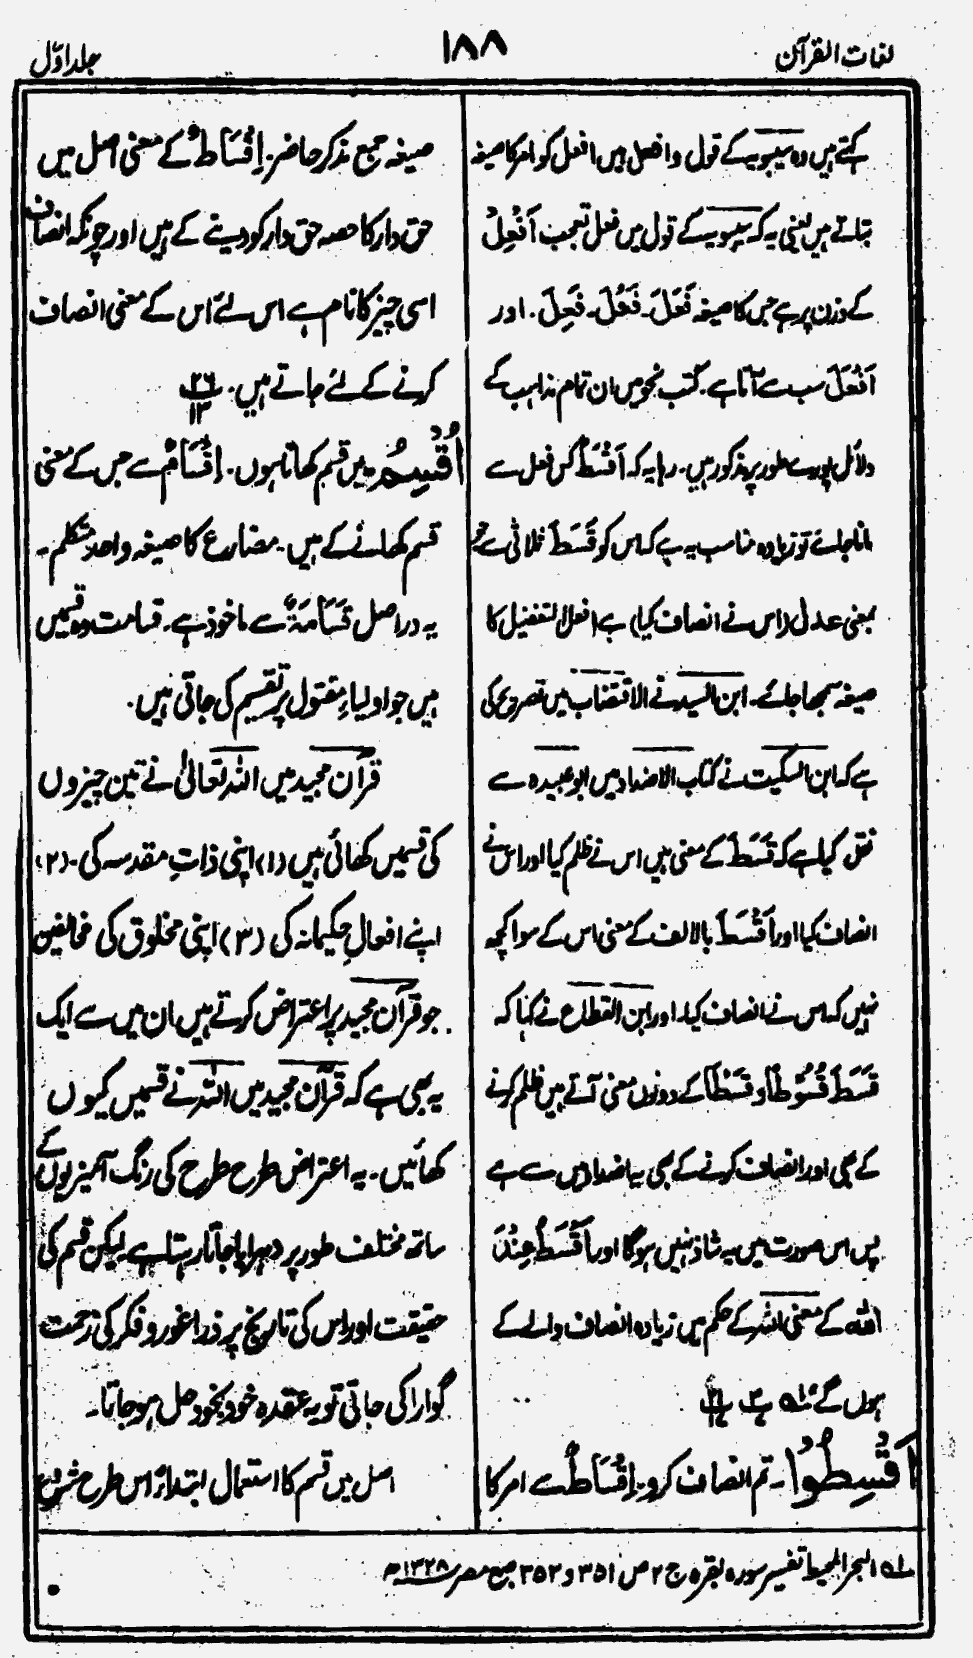 لغات القرآن
۱۸۸
جلد اوّل
کہتے ہیں وہ سیبویہ کے قول وافعل میں افعل کو امر کا صیغہ
بتاتے ہیں یعنی یہ کہ سیبویہ کے قول میں فعل تعجب اَفْعِلْ
کے وزن پر ہے جس کا صیغہ فَعَلَ۔ فَعُلَ۔ فَعِلَ۔ اور
اَفْعَلَ سب سے آتا ہے۔ کتب نحو میں ان تمام مذاہب کے
دلائل پورے طور پر مذکور ہیں۔ رہا یہ کہ اَقْسَطُ کس فعل سے
مانا جائے تو زیادہ مناسب یہ ہے کہ اس کو قَسَطَ ثلاثی سے جو
بمعنی عدل (اس نے انصاف کیا) ہے افعل التفضیل کا
صیغہ سمجھا جائے۔ ابن السید نے الاقتضاب میں تصریح کی
ہے کہ ابن السکیت نے کتاب الاضداد میں ابو عبیدہ سے
نقل کیا ہے کہ قَسَطَ کے معنی ہیں اس نے ظلم کیا اور اس نے
انصاف کیا اور اَقْسَطَ بالالف کے معنی اس کے سوا کچھ
نہیں کہ اس نے انصاف کیا۔ اور ابن القطاع نے کہا کہ
قَسَطَ قُسُوْطًا وَ قَسْطًا کے دونوں معنی آتے ہیں ظلم کرنے
کے بھی اور انصاف کرنے کے بھی یہ اضداد میں سے ہے
پس اس صورت میں یہ شاذ نہیں ہوگا اور اَقْسَطُ عِنْدَ
اللہ کے معنی اللہ کے حکم میں زیادہ انصاف والے کے
ہوں گے۔
اَقْسِطُوْا۔ تم انصاف کرو۔ اِقْسَاطٌ سے امر کا
صیغہ جمع مذکر حاضر۔ اِقْسَاطٌ کے معنی اصل میں
حق دار کا حصہ حق دار کو دینے کے ہیں اور چونکہ انصاف
اسی چیز کا نام ہے اس لئے اس کے معنی انصاف
کرنے کے لئے جاتے ہیں۔ ۲۶ ۱۳
اُقْسِمُ میں قسم کھاتا ہوں۔ اِقْسَامٌ سے جس کے معنی
قسم کھانے کے ہیں۔ مضارع کا صیغہ واحد متکلم۔
یہ دراصل قَسَامَۃٌ سے ماخوذ ہے۔ قسامت وہ قسمیں
ہیں جو اولیاءِ مقتول پر تقسیم کی جاتی ہیں۔
قرآن مجید میں اللہ تعالیٰ نے تین چیزوں
کی قسمیں کھائی ہیں (۱) اپنی ذاتِ مقدسہ کی۔ (۲)
اپنے افعالِ حکیمانہ کی (۳) اپنی مخلوق کی مخالفین
جو قرآن مجید پر اعتراض کرتے ہیں ان میں سے ایک
یہ بھی ہے کہ قرآن مجید میں اللہ نے قسمیں کیوں
کھائیں۔ یہ اعتراض طرح طرح کی رنگ آمیزیوں کے
ساتھ مختلف طور پر دہرایا جاتا رہتا ہے لیکن قسم کی
حقیقت اور اس کی تاریخ پر ذرا غور و فکر کی زحمت
گوارا کی جاتی تو یہ عقدہ خود بخود حل ہو جاتا۔
اصل میں قسم کا استعمال ابتداءً اس طرح شروع
لہ البحر المحیط تفسیر سورہ بقرہ ج ۲ ص ۳۵۱ و ۳۵۲ طبع مصر ۱۳۲۸ھ